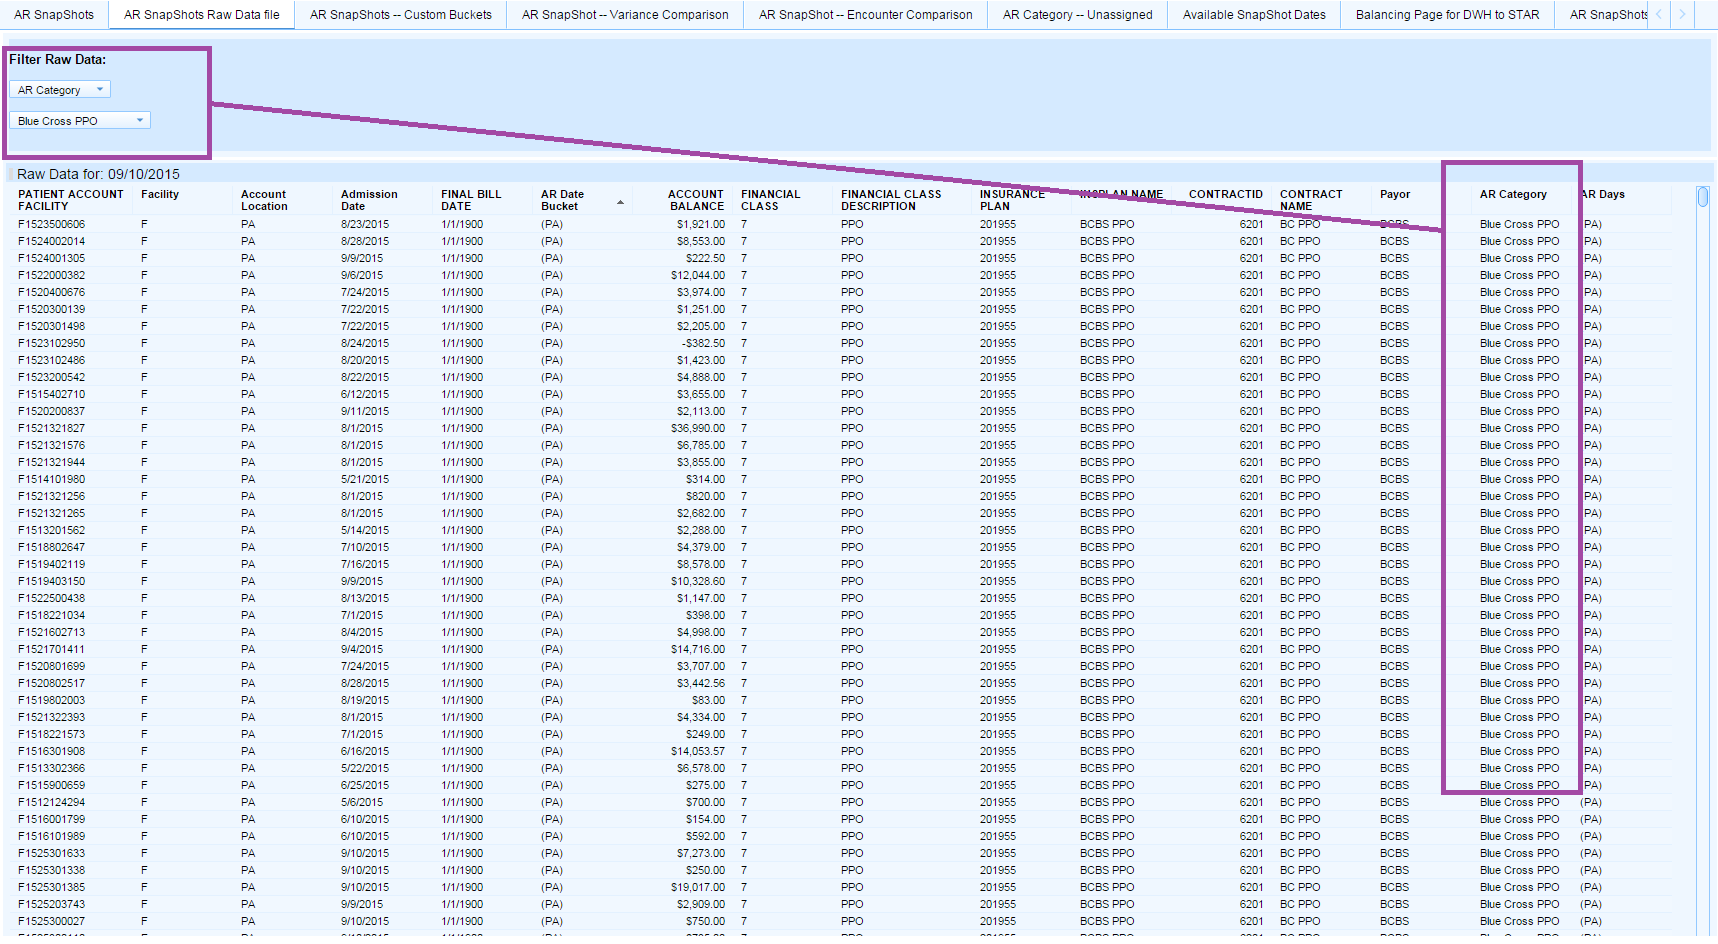 AR SnapShots AR SnapShots Raw Data file AR SnapShots -- Custom Buckets AR SnapShot -- Variance Comparison AR SnapShot -- Encounter Comparison AR Category -- Unassigned Available SnapShot Dates Balancing Page for DWH to STAR AR SnapShots
Filter Raw Data:
AR Category
Blue Cross PPO
Raw Data for: 09/10/2015
PATIENT ACCOUNT FACILITY Facility Account Location Admission Date FINAL BILL DATE AR Date Bucket ACCOUNT BALANCE FINANCIAL CLASS FINANCIAL CLASS DESCRIPTION INSURANCE PLAN INSPLAN NAME CONTRACTID CONTRACT NAME Payor AR Category AR Days
F1523500606 F PA 8/23/2015 1/1/1900 (PA) $1,921.00 7 PPO 201955 BCBS PPO 6201 BC PPO BCBS Blue Cross PPO PA)
F1524002014 F PA 8/28/2015 1/1/1900 (PA) $8,553.00 7 PPO 201955 BCBS PPO 6201 BC PPO BCBS Blue Cross PPO PA)
F1524001305 F PA 9/9/2015 1/1/1900 (PA) $222.50 7 PPO 201955 BCBS PPO 6201 BC PPO BCBS Blue Cross PPO PA)
F1522000382 F PA 9/6/2015 1/1/1900 (PA) $12,044.00 7 PPO 201955 BCBS PPO 6201 BC PPO BCBS Blue Cross PPO PA)
F1520400676 F PA 7/24/2015 1/1/1900 (PA) $3,974.00 7 PPO 201955 BCBS PPO 6201 BC PPO BCBS Blue Cross PPO PA)
F1520300139 F PA 7/22/2015 1/1/1900 (PA) $1,251.00 7 PPO 201955 BCBS PPO 6201 BC PPO BCBS Blue Cross PPO PA)
F1520301498 F PA 7/22/2015 1/1/1900 (PA) $2,205.00 7 PPO 201955 BCBS PPO 6201 BC PPO BCBS Blue Cross PPO PA)
F1523102950 F PA 8/24/2015 1/1/1900 (PA) -$382.50 7 PPO 201955 BCBS PPO 6201 BC PPO BCBS Blue Cross PPO PA)
F1523102486 F PA 8/20/2015 1/1/1900 (PA) $1,423.00 7 PPO 201955 BCBS PPO 6201 BC PPO BCBS Blue Cross PPO PA)
F1523200542 F PA 8/22/2015 1/1/1900 (PA) $4,888.00 7 PPO 201955 BCBS PPO 6201 BC PPO BCBS Blue Cross PPO PA)
F1515402710 F PA 6/12/2015 1/1/1900 (PA) $3,655.00 7 PPO 201955 BCBS PPO 6201 BC PPO BCBS Blue Cross PPO PA)
F1520200837 F PA 9/11/2015 1/1/1900 (PA) $2,113.00 7 PPO 201955 BCBS PPO 6201 BC PPO BCBS Blue Cross PPO PA)
F1521321827 F PA 8/1/2015 1/1/1900 (PA) $36,990.00 7 PPO 201955 BCBS PPO 6201 BC PPO BCBS Blue Cross PPO PA)
F1521321576 F PA 8/1/2015 1/1/1900 (PA) $6,785.00 7 PPO 201955 BCBS PPO 6201 BC PPO BCBS Blue Cross PPO PA)
F1521321944 F PA 8/1/2015 1/1/1900 (PA) $3,855.00 7 PPO 201955 BCBS PPO 6201 BC PPO BCBS Blue Cross PPO PA)
F1514101980 F PA 5/21/2015 1/1/1900 (PA) $314.00 7 PPO 201955 BCBS PPO 6201 BC PPO BCBS Blue Cross PPO PA)
F1521321256 F PA 8/1/2015 1/1/1900 (PA) $820.00 7 PPO 201955 BCBS PPO 6201 BC PPO BCBS Blue Cross PPO PA)
F1521321265 F PA 8/1/2015 1/1/1900 (PA) $2,682.00 7 PPO 201955 BCBS PPO 6201 BC PPO BCBS Blue Cross PPO PA)
F1513201562 F PA 5/14/2015 1/1/1900 (PA) $2,288.00 7 PPO 201955 BCBS PPO 6201 BC PPO BCBS Blue Cross PPO PA)
F1518802647 F PA 7/10/2015 1/1/1900 (PA) $4,379.00 7 PPO 201955 BCBS PPO 6201 BC PPO BCBS Blue Cross PPO PA)
F1519402119 F PA 7/16/2015 1/1/1900 (PA) $8,578.00 7 PPO 201955 BCBS PPO 6201 BC PPO BCBS Blue Cross PPO PA)
F1519403150 F PA 9/9/2015 1/1/1900 (PA) $10,328.60 7 PPO 201955 BCBS PPO 6201 BC PPO BCBS Blue Cross PPO PA)
F1522500438 F PA 8/13/2015 1/1/1900 (PA) $1,147.00 7 PPO 201955 BCBS PPO 6201 BC PPO BCBS Blue Cross PPO PA)
F1518221034 F PA 7/1/2015 1/1/1900 (PA) $398.00 7 PPO 201955 BCBS PPO 6201 BC PPO BCBS Blue Cross PPO PA)
F1521602713 F PA 8/4/2015 1/1/1900 (PA) $4,998.00 7 PPO 201955 BCBS PPO 6201 BC PPO BCBS Blue Cross PPO PA)
F1521701411 F PA 9/4/2015 1/1/1900 (PA) $14,716.00 7 PPO 201955 BCBS PPO 6201 BC PPO BCBS Blue Cross PPO PA)
F1520801699 F PA 7/24/2015 1/1/1900 (PA) $3,707.00 7 PPO 201955 BCBS PPO 6201 BC PPO BCBS Blue Cross PPO PA)
F1520802517 F PA 8/28/2015 1/1/1900 (PA) $3,442.56 7 PPO 201955 BCBS PPO 6201 BC PPO BCBS Blue Cross PPO PA)
F1519802003 F PA 8/19/2015 1/1/1900 (PA) $83.00 7 PPO 201955 BCBS PPO 6201 BC PPO BCBS Blue Cross PPO PA)
F1521322393 F PA 8/1/2015 1/1/1900 (PA) $4,334.00 7 PPO 201955 BCBS PPO 6201 BC PPO BCBS Blue Cross PPO PA)
F1518221573 F PA 7/1/2015 1/1/1900 (PA) $249.00 7 PPO 201955 BCBS PPO 6201 BC PPO BCBS Blue Cross PPO PA)
F1516301908 F PA 6/16/2015 1/1/1900 (PA) $14,053.57 7 PPO 201955 BCBS PPO 6201 BC PPO BCBS Blue Cross PPO PA)
F1513302366 F PA 5/22/2015 1/1/1900 (PA) $6,578.00 7 PPO 201955 BCBS PPO 6201 BC PPO BCBS Blue Cross PPO PA)
F1515900659 F PA 6/25/2015 1/1/1900 (PA) $275.00 7 PPO 201955 BCBS PPO 6201 BC PPO BCBS Blue Cross PPO PA)
F1512124294 F PA 5/6/2015 1/1/1900 (PA) $700.00 7 PPO 201955 BCBS PPO 6201 BC PPO BCBS Blue Cross PPO (PA)
F1516001799 F PA 6/10/2015 1/1/1900 (PA) $154.00 7 PPO 201955 BCBS PPO 6201 BC PPO BCBS Blue Cross PPO (PA)
F1516101989 F PA 6/10/2015 1/1/1900 (PA) $592.00 7 PPO 201955 BCBS PPO 6201 BC PPO BCBS Blue Cross PPO (PA)
F1525301633 F PA 9/10/2015 1/1/1900 (PA) $7,273.00 7 PPO 201955 BCBS PPO 6201 BC PPO BCBS Blue Cross PPO (PA)
F1525301338 F PA 9/10/2015 1/1/1900 (PA) $250.00 7 PPO 201955 BCBS PPO 6201 BC PPO BCBS Blue Cross PPO (PA)
F1525301385 F PA 9/10/2015 1/1/1900 (PA) $19,017.00 7 PPO 201955 BCBS PPO 6201 BC PPO BCBS Blue Cross PPO (PA)
F1525203743 F PA 9/9/2015 1/1/1900 (PA) $2,909.00 7 PPO 201955 BCBS PPO 6201 BC PPO BCBS Blue Cross PPO (PA)
F1525300027 F PA 9/10/2015 1/1/1900 (PA) $750.00 7 PPO 201955 BCBS PPO 6201 BC PPO BCBS Blue Cross PPO (PA)